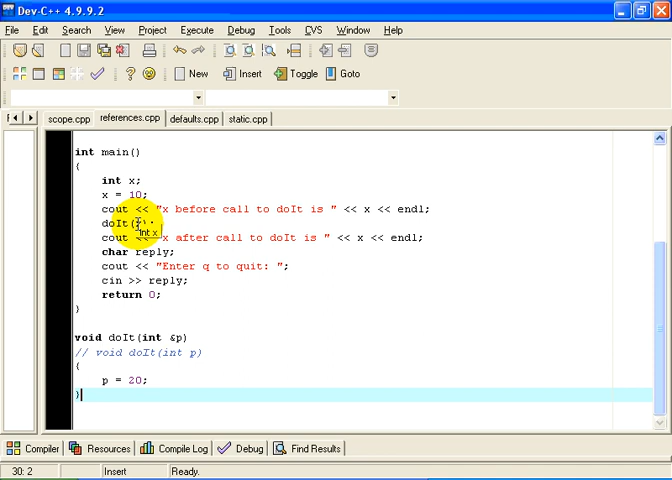 Dev-C++ 4.9.9.2
File Edit Search View Project Execute Debug Tools CVS Window Help
New Insert Toggle Goto
scope.cpp references.cpp defaults.cpp static.cpp
int main()
{
int x;
x = 10;
cout << "x before call to doIt is " << x << endl;
doIt(
int x
cout << "x after call to doIt is " << x << endl;
char reply;
cout << "Enter q to quit: ";
cin >> reply;
return 0;
}
void doIt(int &p)
// void doIt(int p)
{
p = 20;
}
Compiler Resources Compile Log Debug Find Results
30: 2 Insert Ready.